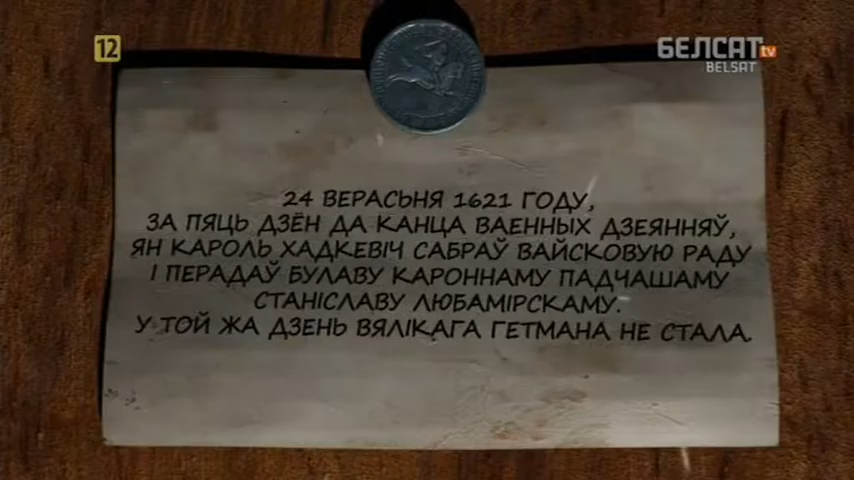 12
БЕЛСАТ tv
BELSAT
24 ВЕРАСЬНЯ 1621 ГОДУ,
ЗА ПЯЦЬ ДЗЁН ДА КАНЦА ВАЕННЫХ ДЗЕЯННЯЎ,
ЯН КАРОЛЬ ХАДКЕВІЧ САБРАЎ ВАЙСКОВУЮ РАДУ
І ПЕРАДАЎ БУЛАВУ КАРОННАМУ ПАДЧАШАМУ
СТАНІСЛАВУ ЛЮБАМІРСКАМУ.
У ТОЙ ЖА ДЗЕНЬ ВЯЛІКАГА ГЕТМАНА НЕ СТАЛА.